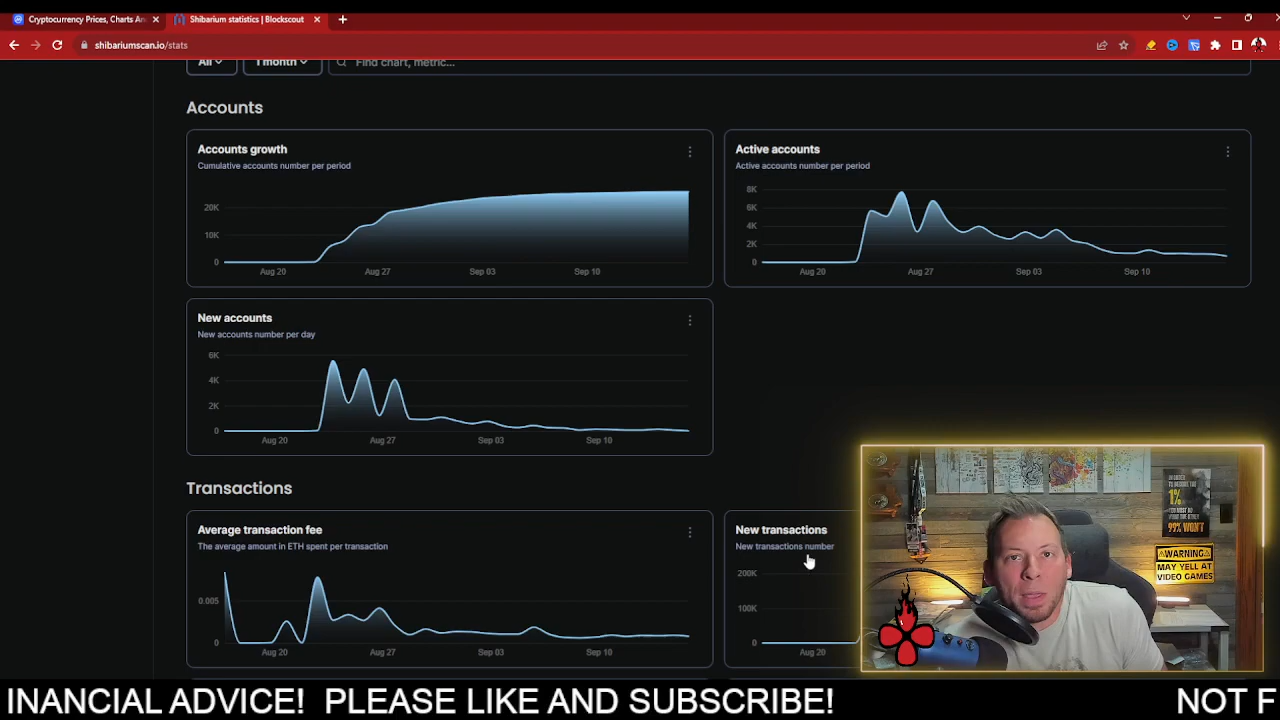 Cryptocurrency Prices, Charts An
Shibarium statistics | Blockscout
shibariumscan.io/stats
All
1 month
Find chart, metric...
Accounts
Accounts growth
Cumulative accounts number per period
20K
10K
0
Aug 20
Aug 27
Sep 03
Sep 10
Active accounts
Active accounts number per period
8K
6K
4K
2K
0
Aug 20
Aug 27
Sep 03
Sep 10
New accounts
New accounts number per day
6K
4K
2K
0
Aug 20
Aug 27
Sep 03
Sep 10
Transactions
Average transaction fee
The average amount in ETH spent per transaction
0.005
0
Aug 20
Aug 27
Sep 03
Sep 10
New transactions
New transactions number
200K
100K
0
Aug 20
1%
99% WON'T
WARNING
MAY YELL AT
VIDEO GAMES
INANCIAL ADVICE! PLEASE LIKE AND SUBSCRIBE! NOT F